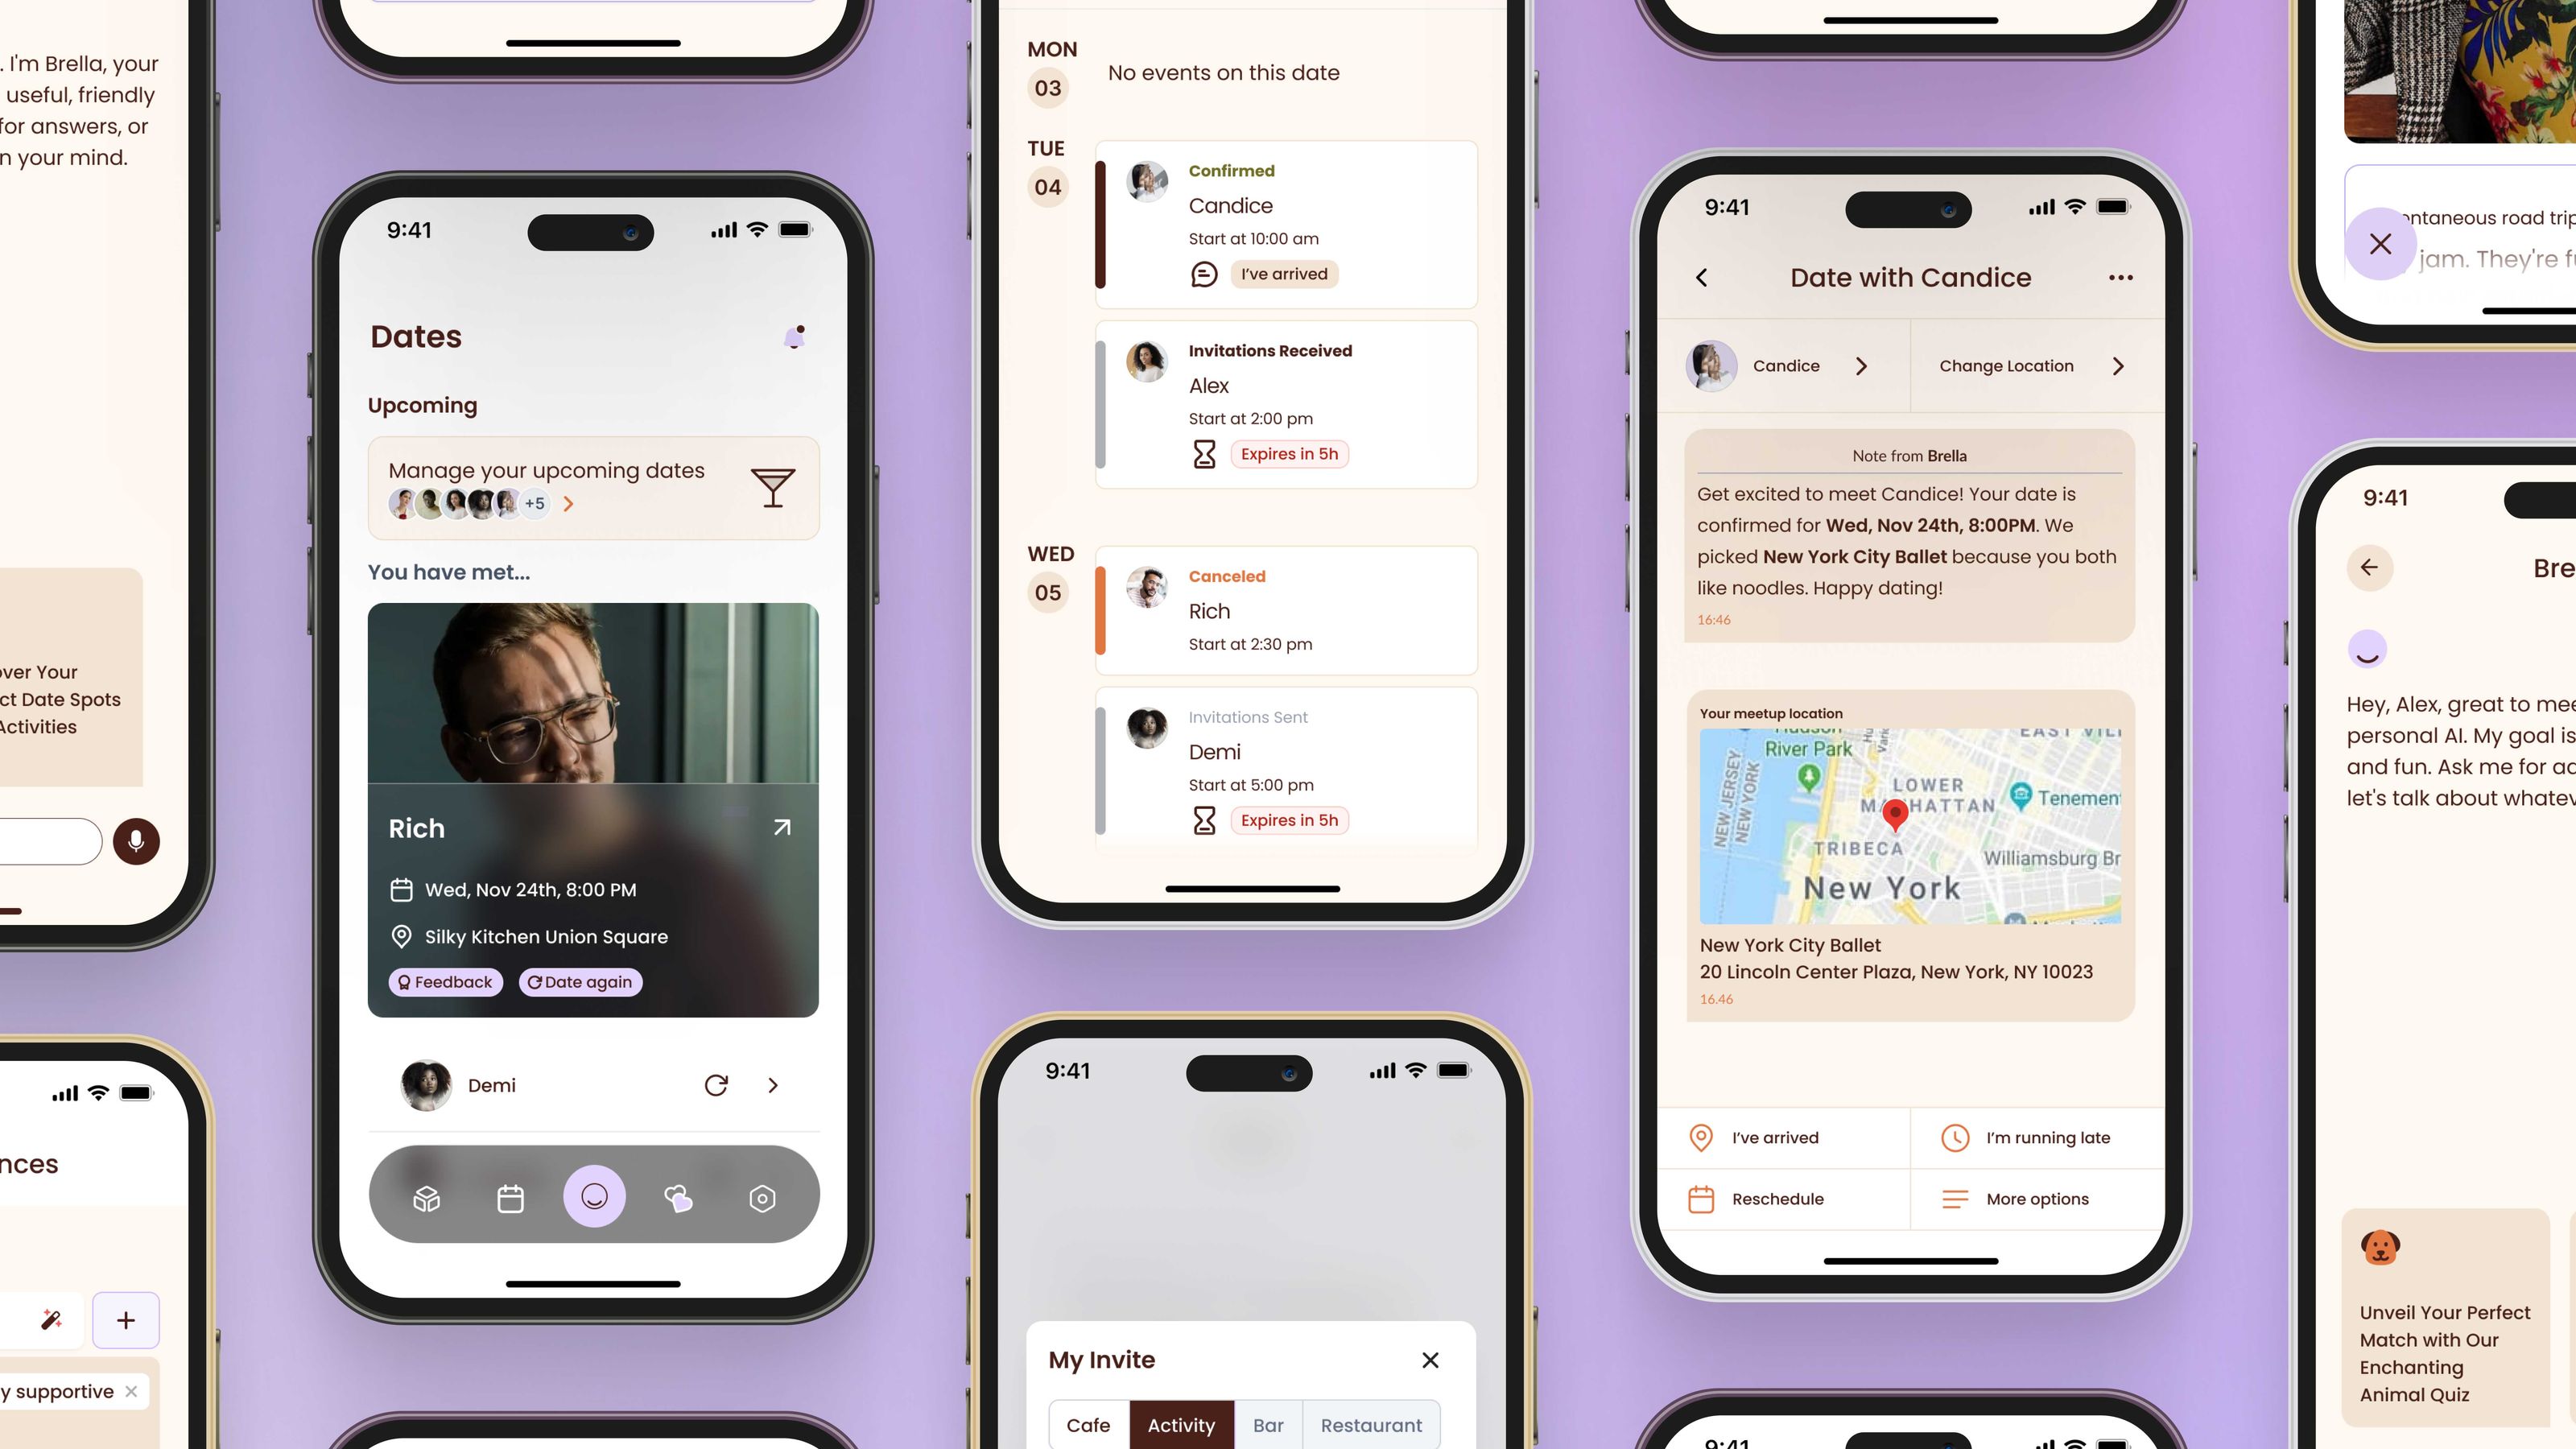 . I'm Brella, your
useful, friendly
for answers, or
n your mind.
over Your
ct Date Spots
Activities
nces
y supportive
9:41
Dates
Upcoming
Manage your upcoming dates
+5
You have met...
Rich
Wed, Nov 24th, 8:00 PM
Silky Kitchen Union Square
Feedback
Date again
Demi
MON
03
No events on this date
TUE
04
Confirmed
Candice
Start at 10:00 am
I've arrived
Invitations Received
Alex
Start at 2:00 pm
Expires in 5h
WED
05
Canceled
Rich
Start at 2:30 pm
Invitations Sent
Demi
Start at 5:00 pm
Expires in 5h
9:41
My Invite
Cafe
Activity
Bar
Restaurant
9:41
Date with Candice
Candice
Change Location
Note from Brella
Get excited to meet Candice! Your date is
confirmed for Wed, Nov 24th, 8:00PM. We
picked New York City Ballet because you both
like noodles. Happy dating!
16:46
Your meetup location
Hudson
River Park
EAST VILL
NEW JERSEY
NEW YORK
LOWER
MANHATTAN
Tenement
TRIBECA
Williamsburg Br
New York
New York City Ballet
20 Lincoln Center Plaza, New York, NY 10023
16.46
I've arrived
I'm running late
Reschedule
More options
9:41
ontaneous road trip
jam. They're fu
9:41
Bre
Hey, Alex, great to mee
personal AI. My goal is
and fun. Ask me for ad
let's talk about whatev
Unveil Your Perfect
Match with Our
Enchanting
Animal Quiz